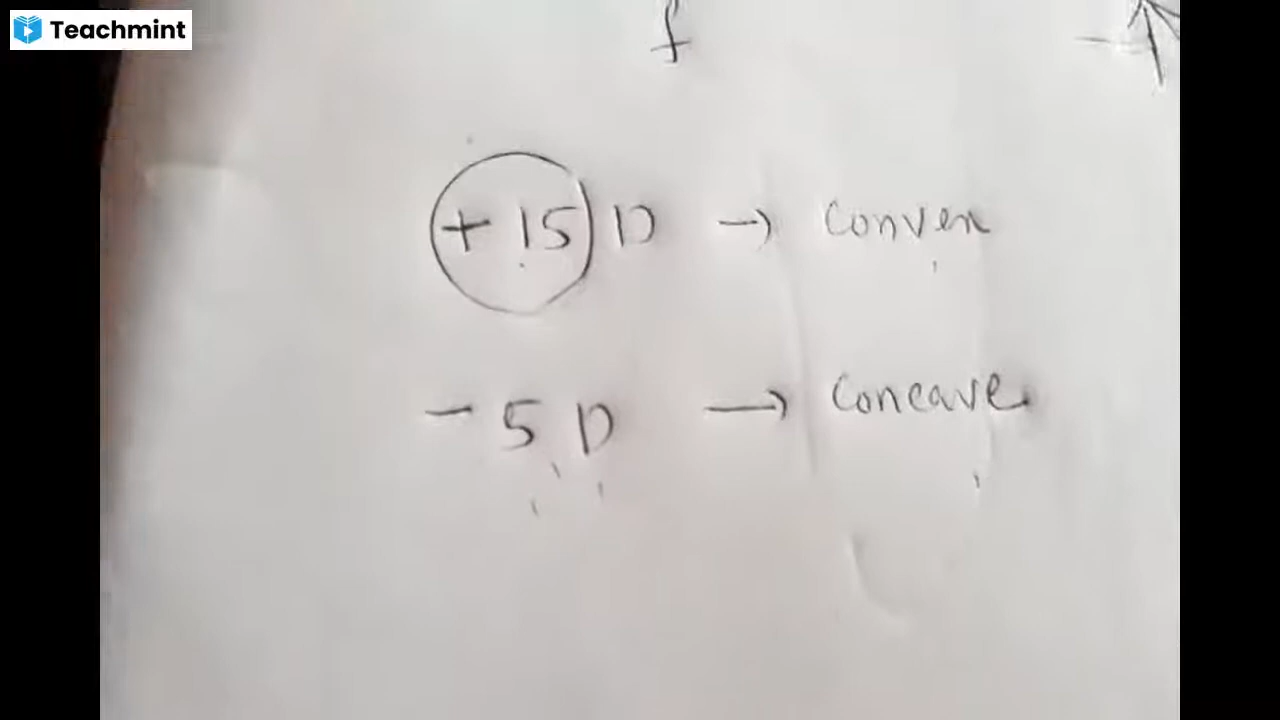 Teachmint
f
+ 15 D → Convex
- 5 D → Concave